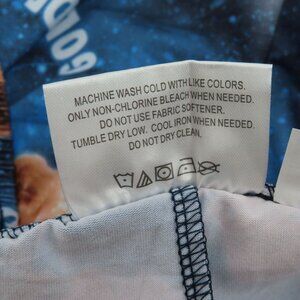 MACHINE WASH COLD WITH LIKE COLORS.
ONLY NON-CHLORINE BLEACH WHEN NEEDED.
DO NOT USE FABRIC SOFTENER.
TUMBLE DRY LOW. COOL IRON WHEN NEEDED.
DO NOT DRY CLEAN.